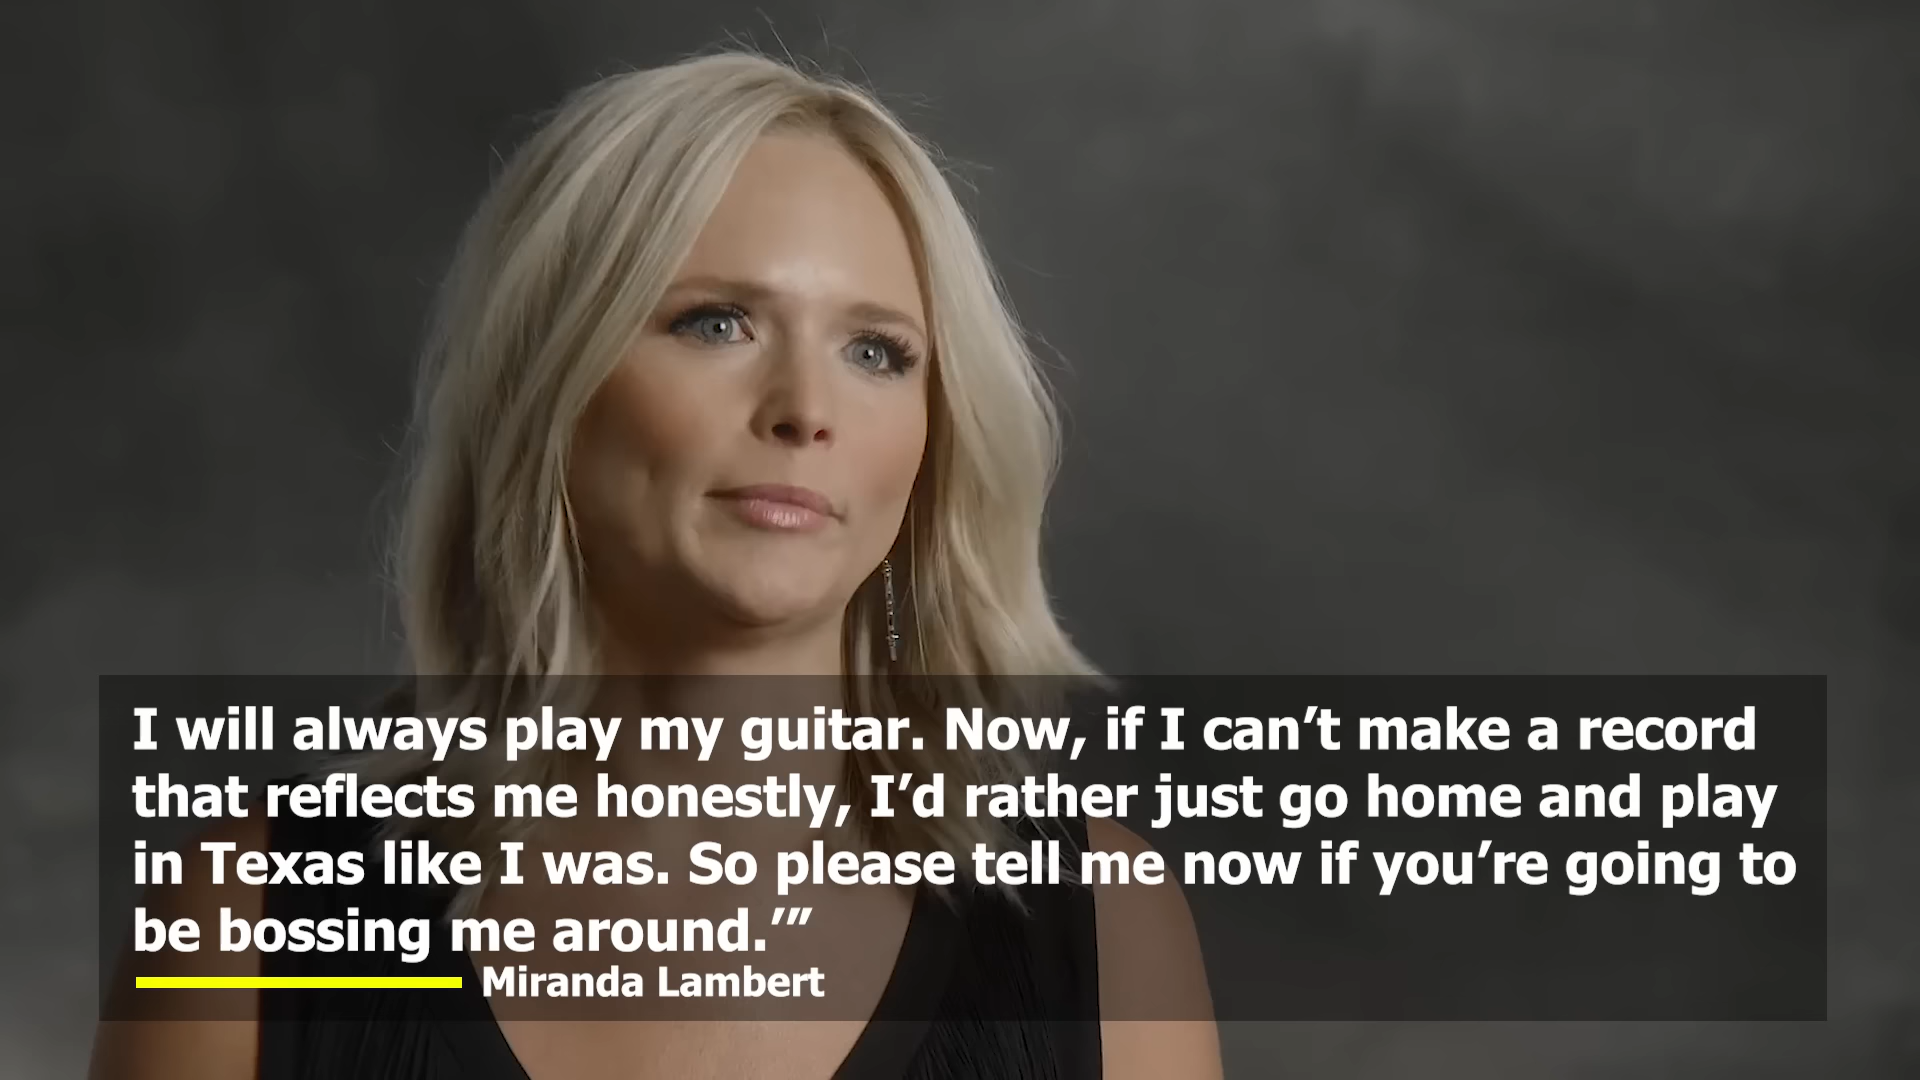 I will always play my guitar. Now, if I can’t make a record
that reflects me honestly, I’d rather just go home and play
in Texas like I was. So please tell me now if you’re going to
be bossing me around.’”
Miranda Lambert